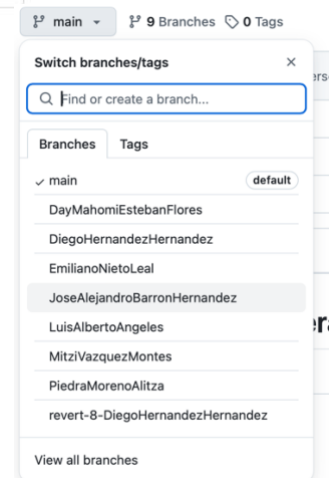 main 9 Branches 0 Tags
Switch branches/tags
Find or create a branch...
Branches Tags
main default
DayMahomiEstebanFlores
DiegoHernandezHernandez
EmilianoNietoLeal
JoseAlejandroBarronHernandez
LuisAlbertoAngeles
MitziVazquezMontes
PiedraMorenoAlitza
revert-8-DiegoHernandezHernandez
View all branches